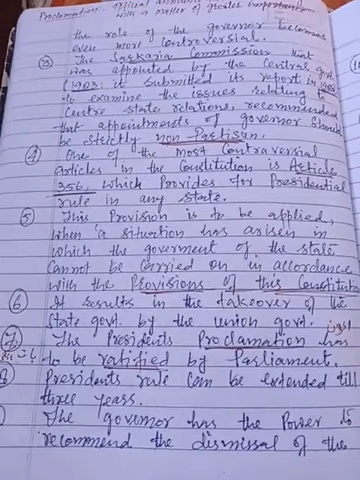 Proclamation:- official announcement
with a matter of greater importance
the role of the governor becomes
even more controversial.
③ The Sarkaria Commission that
was appointed by the Central govt.
(1983; it submitted its report in 1988)
to examine the issues relating to
Centre state relations, recommended
that appointments of governor should
be strictly non-Partisan.
④ One of the most Contraversial
articles in the Constitution is Article
356, which Provides for Presidential
rule in any state.
⑤ This Provision is to be applied,
when 'a situation has arisen in
which the goverment of the state
cannot be carried on in accordance
with the Provisions of this Constitution
⑥ It results in the takeover of the
State govt. by the union govt.
The Presidents Proclamation has
to be ratified by Parliament.
8 Presidents rule can be extended till
three years.
The governor has the Power to
recommend the dismissal of the